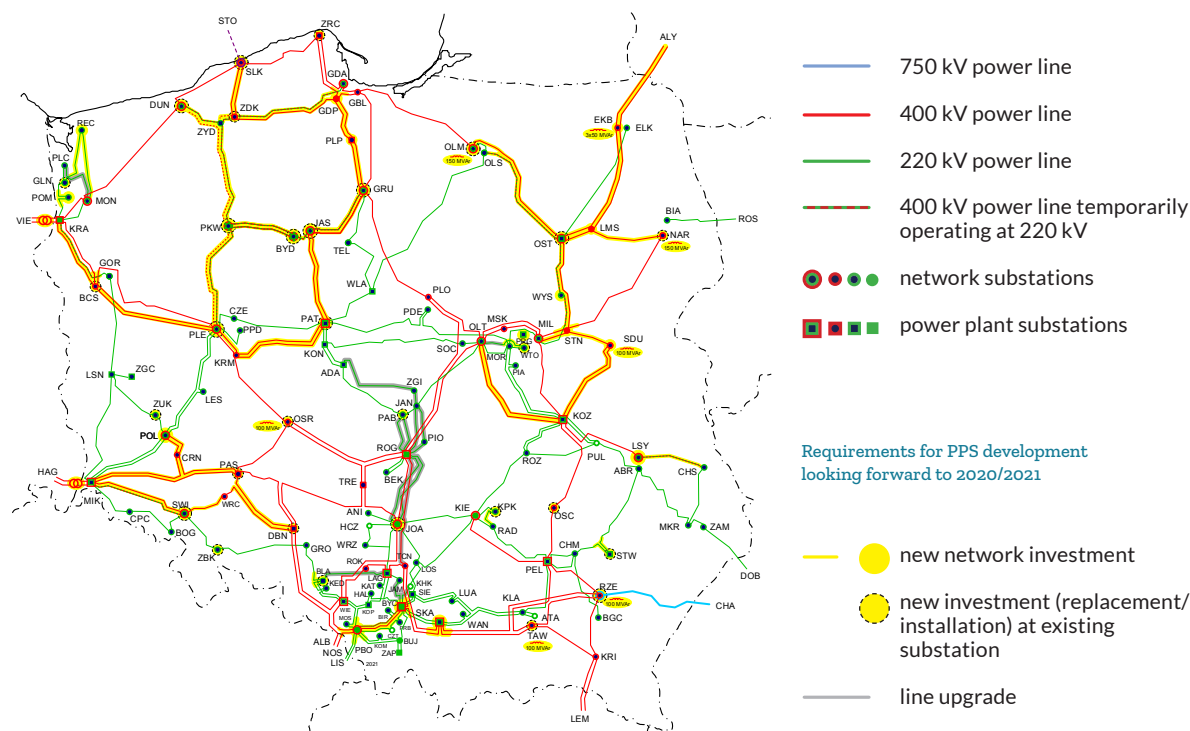 STO
ZRC
ALY
SLK
GDA
DUN
ZDK
GDP
GBL
REC
ZYD
EKB
ELK
3x50 MVAr
PLP
PLC
OLM
OLS
150 MVAr
GLN
GRU
POM
MON
BIA
ROS
VIE
KRA
PKW
JAS
LMS
NAR
BYD
OST
150 MVAr
TEL
GOR
WLA
PLO
WYS
BCS
CZE
PAT
PDE
MSK
PLE
PPD
OLT
MIL
STN
SDU
KON
SOC
MOR
PRG
WTO
100 MVAr
KRM
ADA
PIA
LSN
ZGC
ZGI
LES
JAN
ZUK
PAB
KOZ
OSR
100 MVAr
POL
PIO
CRN
ROG
LSY
PUL
ROZ
HAG
PAS
ABR
CHS
BEK
MIK
TRE
WRC
SWI
KIE
KPK
OSC
CPC
ANI
BOG
DBN
HCZ
JOA
RAD
MKR
ZAM
ZBK
GRO
WRZ
CHM
STW
ROK
TCN
LOS
PEL
DOB
BLA
LAG
KED
KAT
JAM
KHK
HAL
SIE
RZE
WIE
KOP
BYC
LUA
KLA
100 MVAr
CHA
MOS
BIR
SKA
WAN
ATA
BGC
PRB
TAW
ALB
CZT
NOS
PBO
KOM
BUJ
100 MVAr
LIS
2021
ZAP
KRI
LEM
750 kV power line
400 kV power line
220 kV power line
400 kV power line temporarily
operating at 220 kV
network substations
power plant substations
Requirements for PPS development
looking forward to 2020/2021
new network investment
new investment (replacement/
installation) at existing
substation
line upgrade